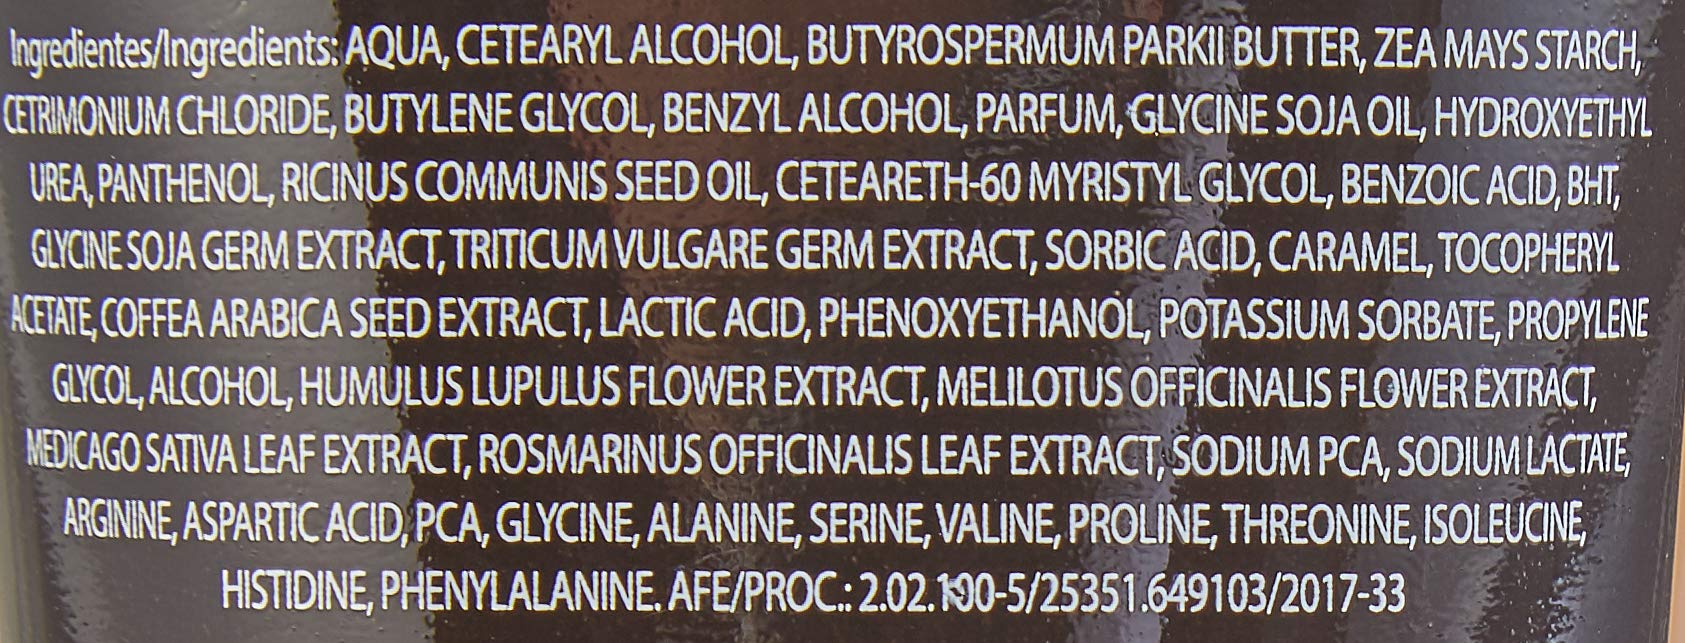 Ingredientes/Ingredients: AQUA, CETEARYL ALCOHOL, BUTYROSPERMUM PARKII BUTTER, ZEA MAYS STARCH,
CETRIMONIUM CHLORIDE, BUTYLENE GLYCOL, BENZYL ALCOHOL, PARFUM, GLYCINE SOJA OIL, HYDROXYETHYL
UREA, PANTHENOL, RICINUS COMMUNIS SEED OIL, CETEARETH-60 MYRISTYL GLYCOL, BENZOIC ACID, BHT,
GLYCINE SOJA GERM EXTRACT, TRITICUM VULGARE GERM EXTRACT, SORBIC ACID, CARAMEL, TOCOPHERYL
ACETATE, COFFEA ARABICA SEED EXTRACT, LACTIC ACID, PHENOXYETHANOL, POTASSIUM SORBATE, PROPYLENE
GLYCOL, ALCOHOL, HUMULUS LUPULUS FLOWER EXTRACT, MELILOTUS OFFICINALIS FLOWER EXTRACT,
MEDICAGO SATIVA LEAF EXTRACT, ROSMARINUS OFFICINALIS LEAF EXTRACT, SODIUM PCA, SODIUM LACTATE,
ARGININE, ASPARTIC ACID, PCA, GLYCINE, ALANINE, SERINE, VALINE, PROLINE, THREONINE, ISOLEUCINE,
HISTIDINE, PHENYLALANINE. AFE/PROC.: 2.02.100-5/25351.649103/2017-33